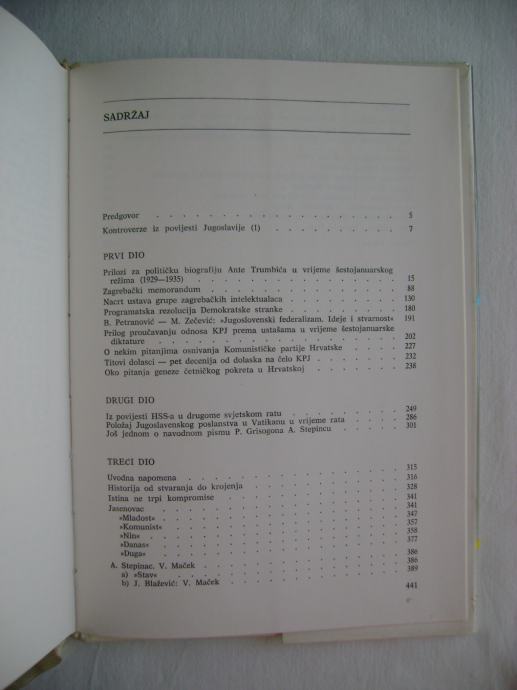 SADRŽAJ
Predgovor . . . . . . . . . . . . . . . . 5
Kontroverze iz povijesti Jugoslavije (1) . . . . . . . . 7
PRVI DIO
Prilozi za političku biografiju Ante Trumbića u vrijeme šestojanuarskog
režima (1929—1935) . . . . . . . . . . . . . 15
Zagrebački memorandum . . . . . . . . . . . . 88
Nacrt ustava grupe zagrebačkih intelektualaca . . . . . . 130
Programatska rezolucija Demokratske stranke . . . . . . 180
B. Petranović — M. Zečević: »Jugoslovenski federalizam. Ideje i stvarnost« 191
Prilog proučavanju odnosa KPJ prema ustašama u vrijeme šestojanuarske
diktature . . . . . . . . . . . . . . . . 202
O nekim pitanjima osnivanja Komunističke partije Hrvatske . . . 227
Titovi dolasci — pet decenija od dolaska na čelo KPJ . . . . 232
Oko pitanja geneze četničkog pokreta u Hrvatskoj . . . . . 238
DRUGI DIO
Iz povijesti HSS-a u drugome svjetskom ratu . . . . . . 249
Položaj Jugoslavenskog poslanstva u Vatikanu u vrijeme rata . . . 286
Još jednom o navodnom pismu P. Grisogona A. Stepincu . . . . 301
TREĆI DIO
Uvodna napomena . . . . . . . . . . . . . . 315
Historija od stvaranja do krojenja . . . . . . . . . 316
Istina ne trpi kompromise . . . . . . . . . . . 328
Jasenovac . . . . . . . . . . . . . . . . 341
»Mladost« . . . . . . . . . . . . . . . 341
»Komunist« . . . . . . . . . . . . . . . 347
»Nin« . . . . . . . . . . . . . . . . 357
»Danas« . . . . . . . . . . . . . . . . 358
»Duga« . . . . . . . . . . . . . . . . 377
A. Stepinac. V. Maček . . . . . . . . . . . . 386
a) »Stav« . . . . . . . . . . . . . . . 386
b) J. Blažević: V. Maček . . . . . . . . . . . 389
441